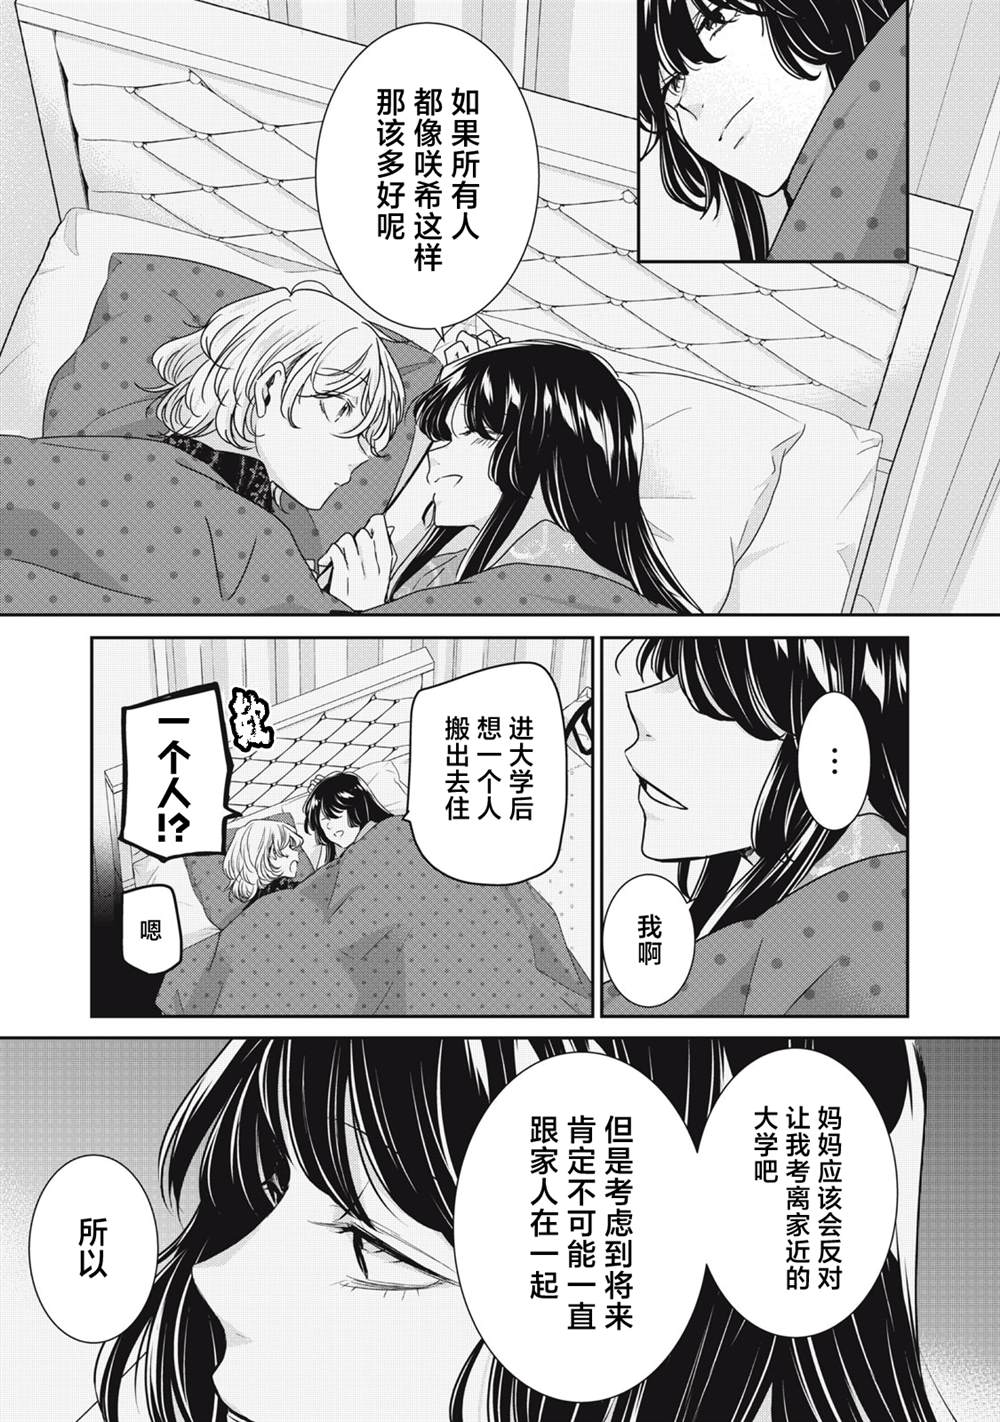 如果所有人
都像咲希这样
那该多好呢
…
我啊
进大学后
想一个人
搬出去住
一个人!?
嗯
妈妈应该会反对
让我考离家近的
大学吧
但是考虑到将来
肯定不可能一直
跟家人在一起
所以